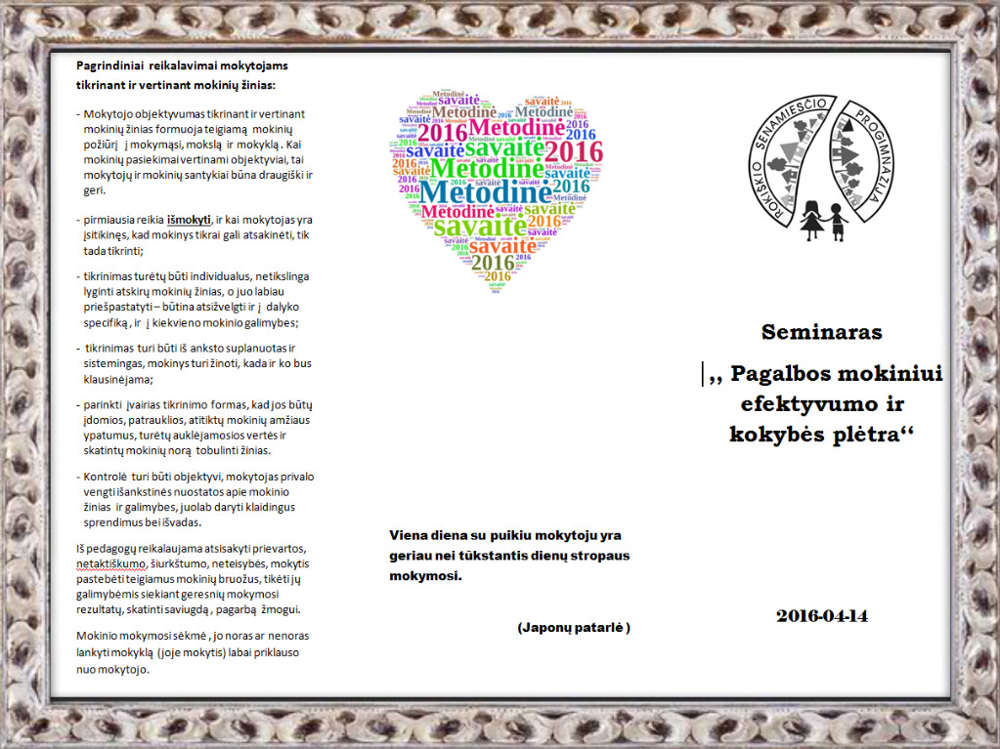 Pagrindiniai reikalavimai mokytojams
tikrinant ir vertinant mokinių žinias:
- Mokytojo objektyvumas tikrinant ir vertinant
mokinių žinias formuoja teigiamą mokinių
požiūrį į mokymąsi, mokslą ir mokyklą. Kai
mokinių pasiekimai vertinami objektyviai, tai
mokytojų ir mokinių santykiai būna draugiški ir
geri.
- pirmiausia reikia išmokyti, ir kai mokytojas yra
įsitikinęs, kad mokinys tikrai gali atsakinėti, tik
tada tikrinti;
- tikrinimas turėtų būti individualus, netikslinga
lyginti atskirų mokinių žinias, o juo labiau
priešpastatyti – būtina atsižvelgti ir į dalyko
specifiką, ir į kiekvieno mokinio galimybes;
- tikrinimas turi būti iš anksto suplanuotas ir
sistemingas, mokinys turi žinoti, kada ir ko bus
klausinėjama;
- parinkti įvairias tikrinimo formas, kad jos būtų
įdomios, patrauklios, atitiktų mokinių amžiaus
ypatumus, turėtų auklėjamosios vertės ir
skatintų mokinių norą tobulinti žinias.
- Kontrolė turi būti objektyvi, mokytojas privalo
vengti išankstinės nuostatos apie mokinio
žinias ir galimybes, juolab daryti klaidingus
sprendimus bei išvadas.
Iš pedagogų reikalaujama atsisakyti prievartos,
netaktiškumo, šiurkštumo, neteisybės, mokytis
pastebėti teigiamus mokinių bruožus, tikėti jų
galimybėmis siekiant geresnių mokymosi
rezultatų, skatinti saviugdą, pagarbą žmogui.
Mokinio mokymosi sėkmė, jo noras ar nenoras
lankyti mokyklą (joje mokytis) labai priklauso
nuo mokytojo.
Metodinė
savaitė 2016
Metodinė 2016 Metodinė
2016 Metodinė 2016
savaitė savaitė 2016
Metodinė savaitė
Metodinė 2016
Metodinė savaitė savaitė
savaitė 2016
savaitė
2016
2016
Viena diena su puikiu mokytoju yra
geriau nei tūkstantis dienų stropaus
mokymosi.
(Japonų patarlė )
ROKIŠKIO SENAMIESČIO PROGIMNAZIJA
Seminaras
,, Pagalbos mokiniui
efektyvumo ir
kokybės plėtra“
2016-04-14